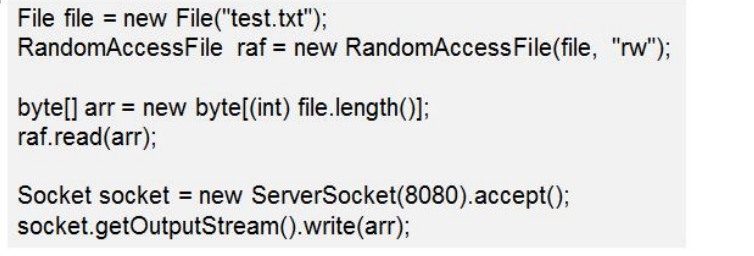 File file = new File("test.txt");
RandomAccessFile raf = new RandomAccessFile(file, "rw");
byte[] arr = new byte[(int) file.length()];
raf.read(arr);
Socket socket = new ServerSocket(8080).accept();
socket.getOutputStream().write(arr);